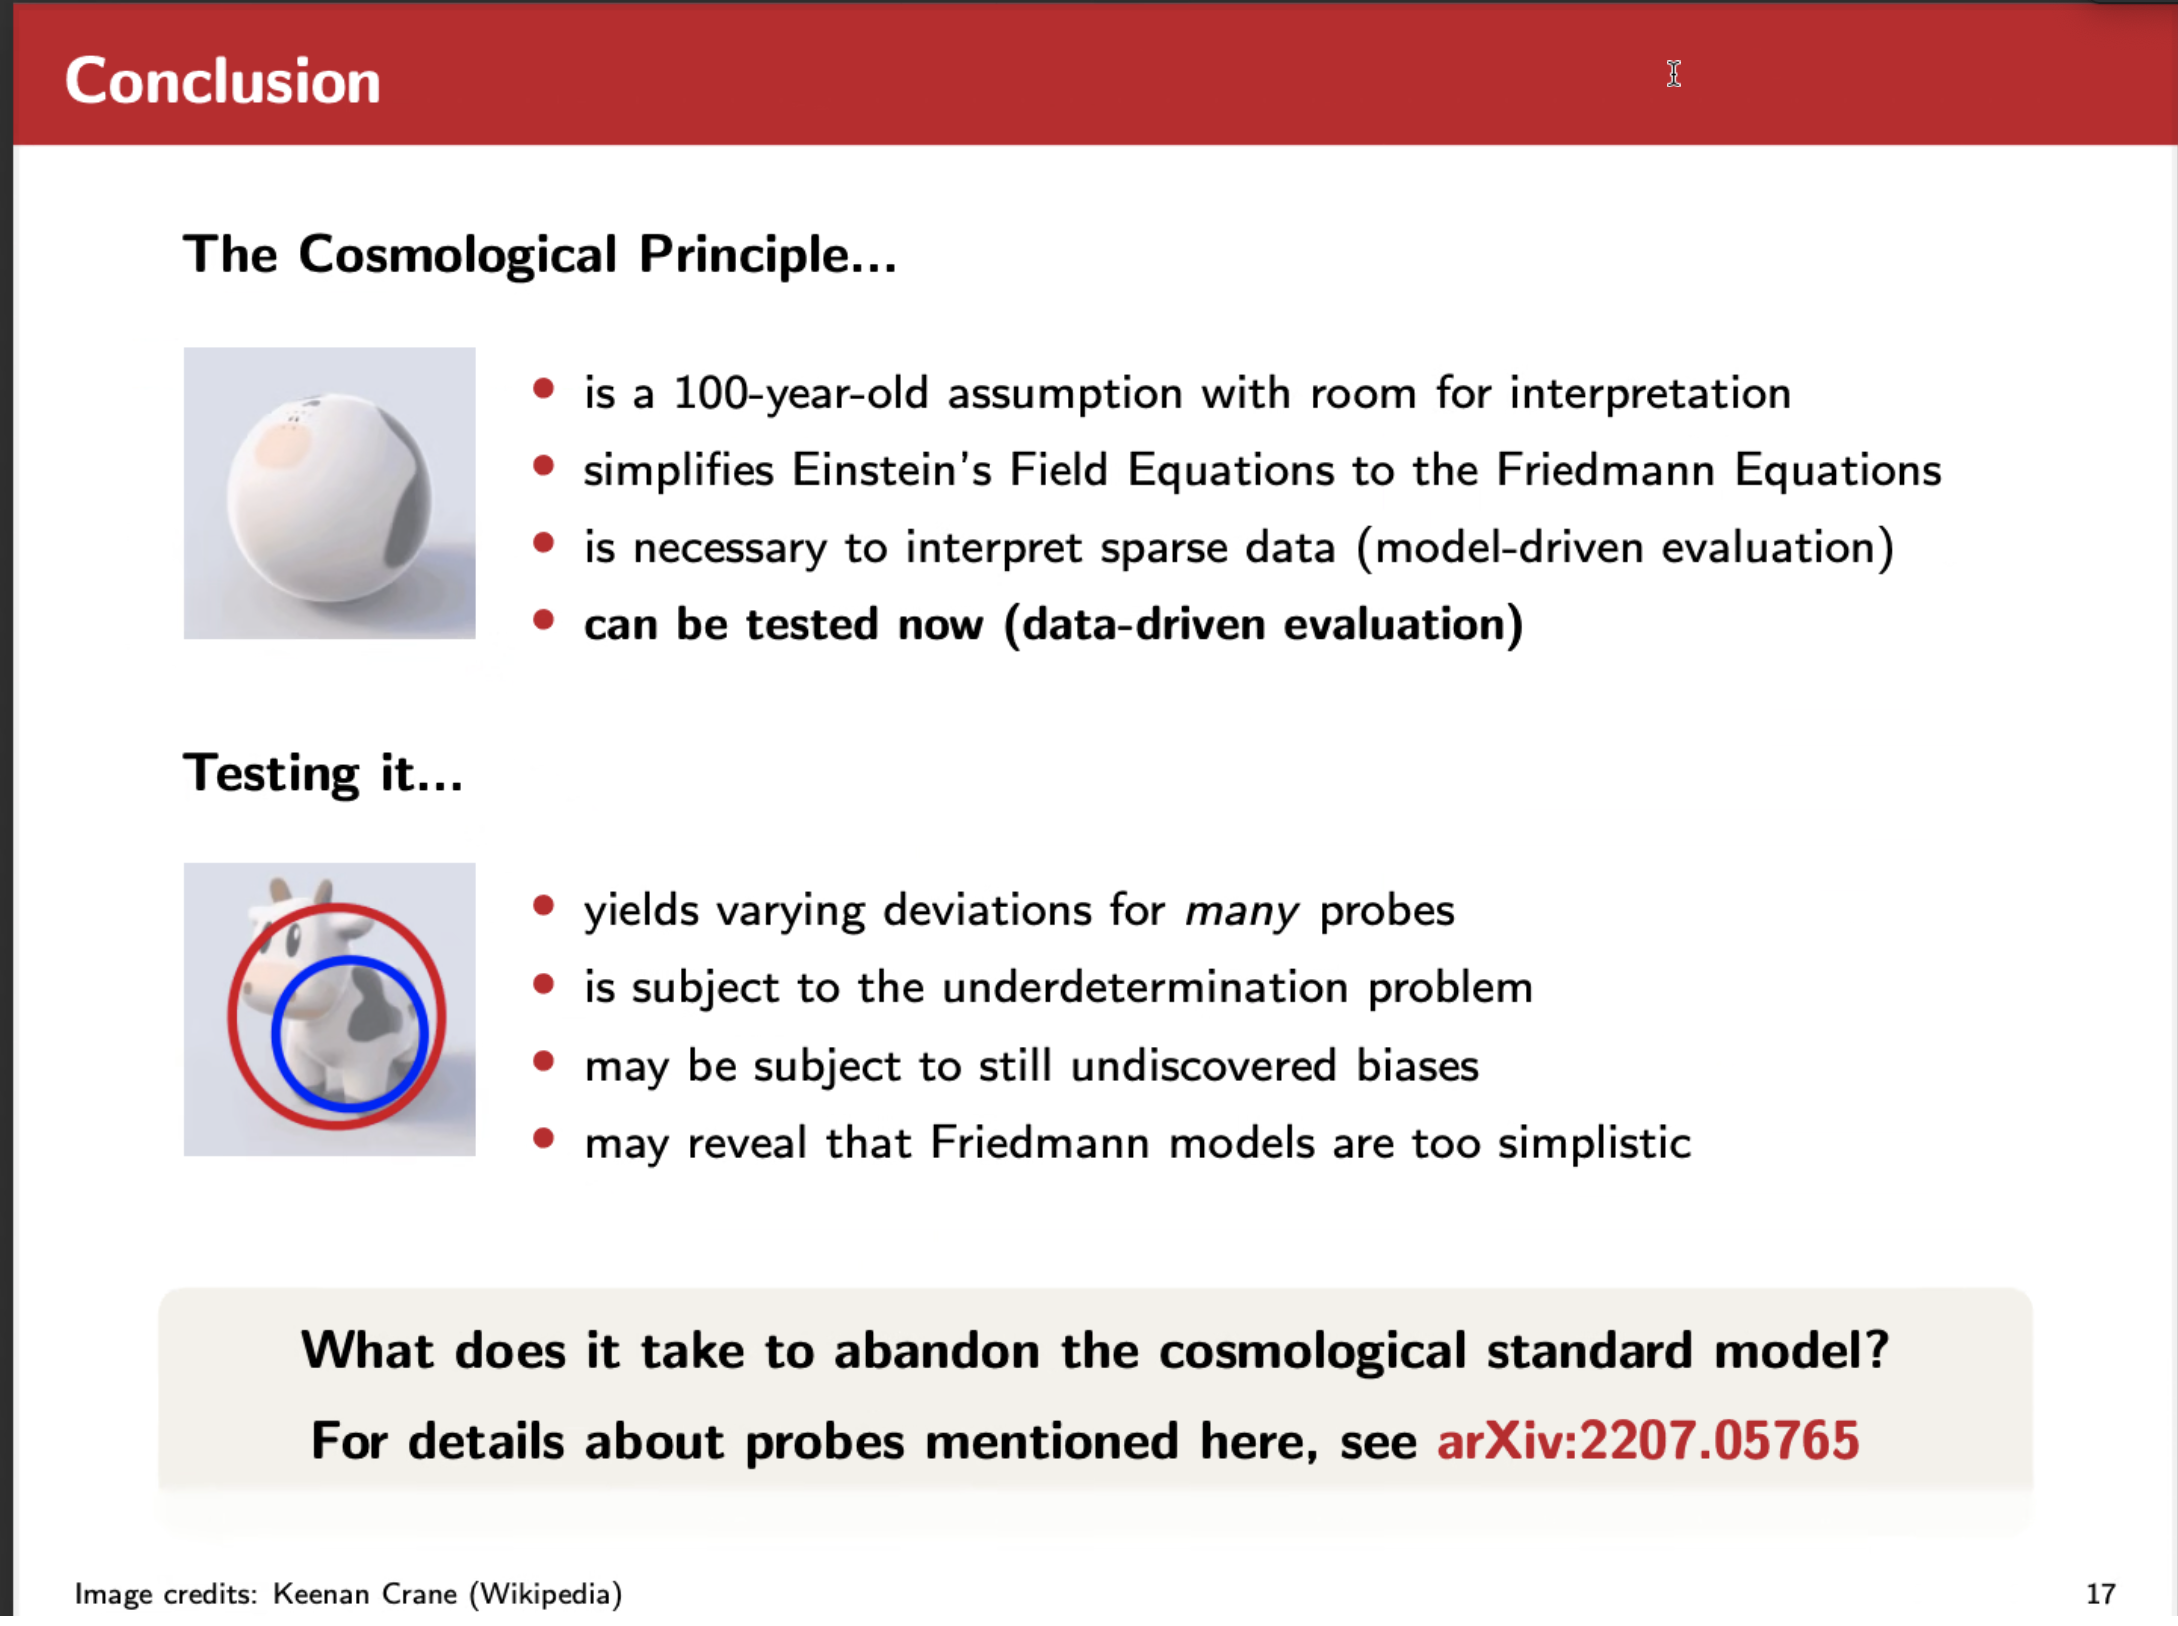 Conclusion
The Cosmological Principle...
• is a 100-year-old assumption with room for interpretation
• simplifies Einstein's Field Equations to the Friedmann Equations
• is necessary to interpret sparse data (model-driven evaluation)
• can be tested now (data-driven evaluation)
Testing it...
• yields varying deviations for many probes
• is subject to the underdetermination problem
• may be subject to still undiscovered biases
• may reveal that Friedmann models are too simplistic
What does it take to abandon the cosmological standard model?
For details about probes mentioned here, see arXiv:2207.05765
Image credits: Keenan Crane (Wikipedia)
17